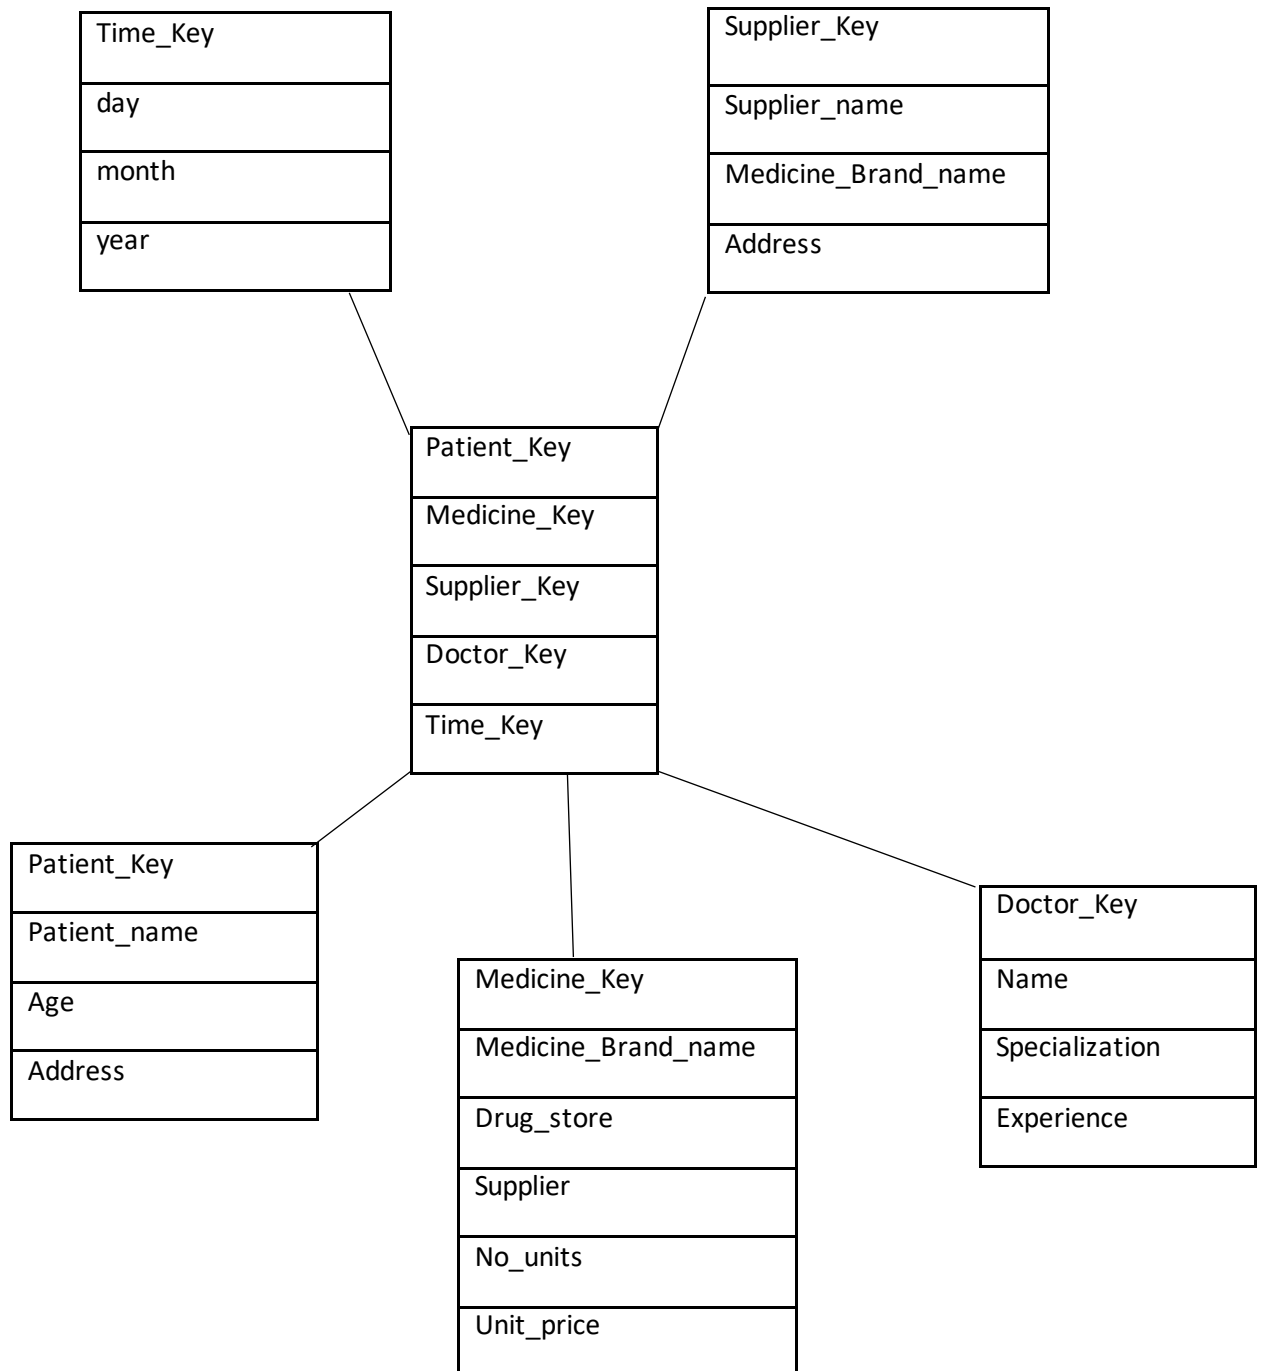 Time_Key
day
month
year
Supplier_Key
Supplier_name
Medicine_Brand_name
Address
Patient_Key
Medicine_Key
Supplier_Key
Doctor_Key
Time_Key
Patient_Key
Patient_name
Age
Address
Medicine_Key
Medicine_Brand_name
Drug_store
Supplier
No_units
Unit_price
Doctor_Key
Name
Specialization
Experience